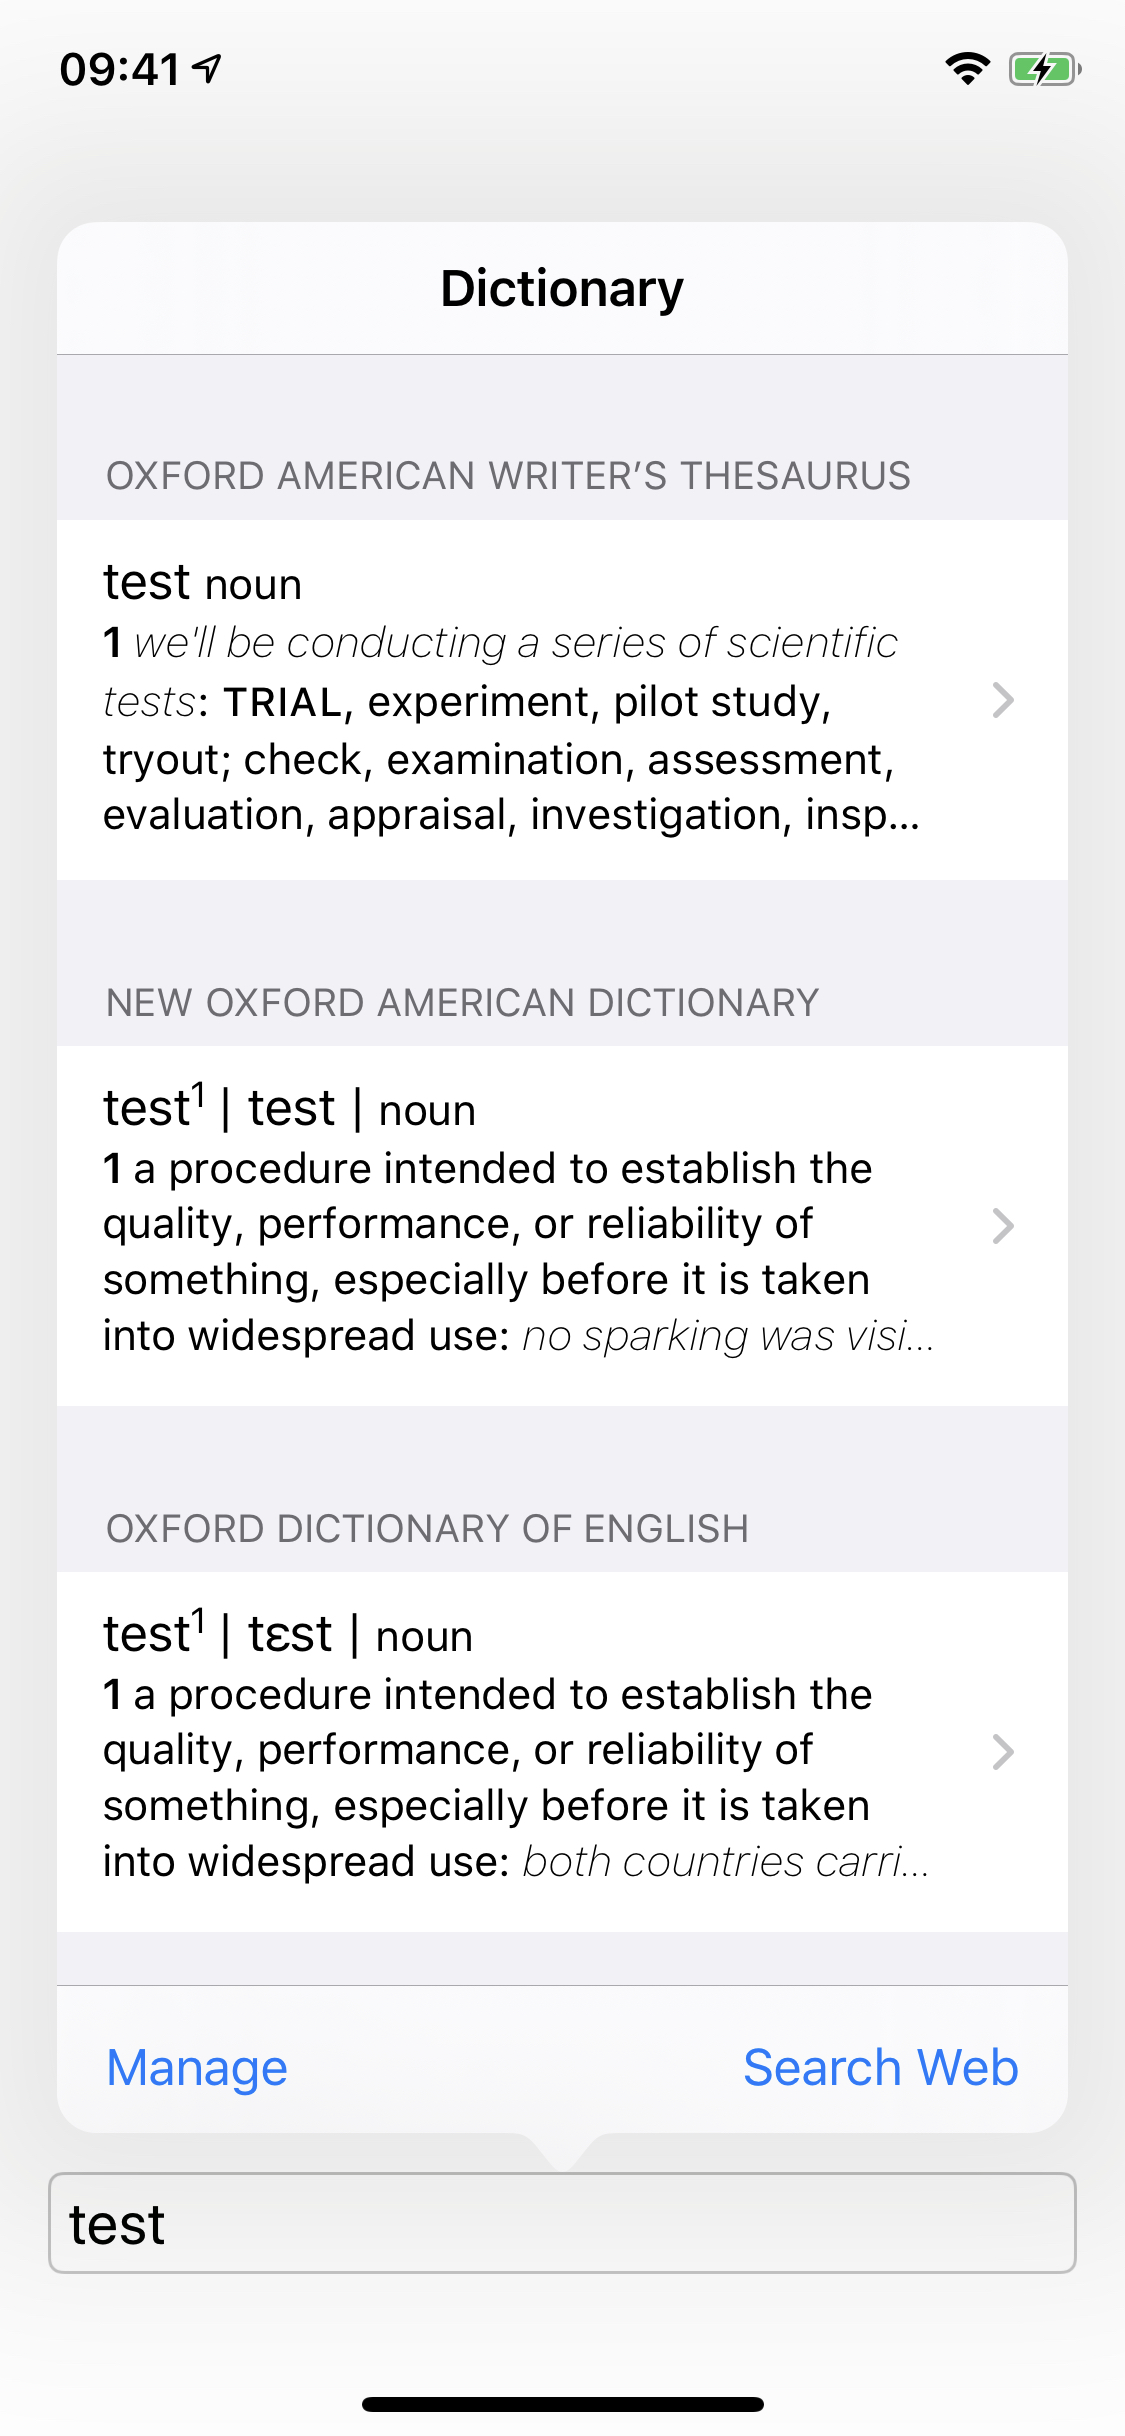 09:41
Dictionary
OXFORD AMERICAN WRITER’S THESAURUS
test noun
1 we'll be conducting a series of scientific
tests: TRIAL, experiment, pilot study,
tryout; check, examination, assessment,
evaluation, appraisal, investigation, insp...
NEW OXFORD AMERICAN DICTIONARY
test¹ | test | noun
1 a procedure intended to establish the
quality, performance, or reliability of
something, especially before it is taken
into widespread use: no sparking was visi...
OXFORD DICTIONARY OF ENGLISH
test¹ | tɛst | noun
1 a procedure intended to establish the
quality, performance, or reliability of
something, especially before it is taken
into widespread use: both countries carri...
Manage Search Web
test